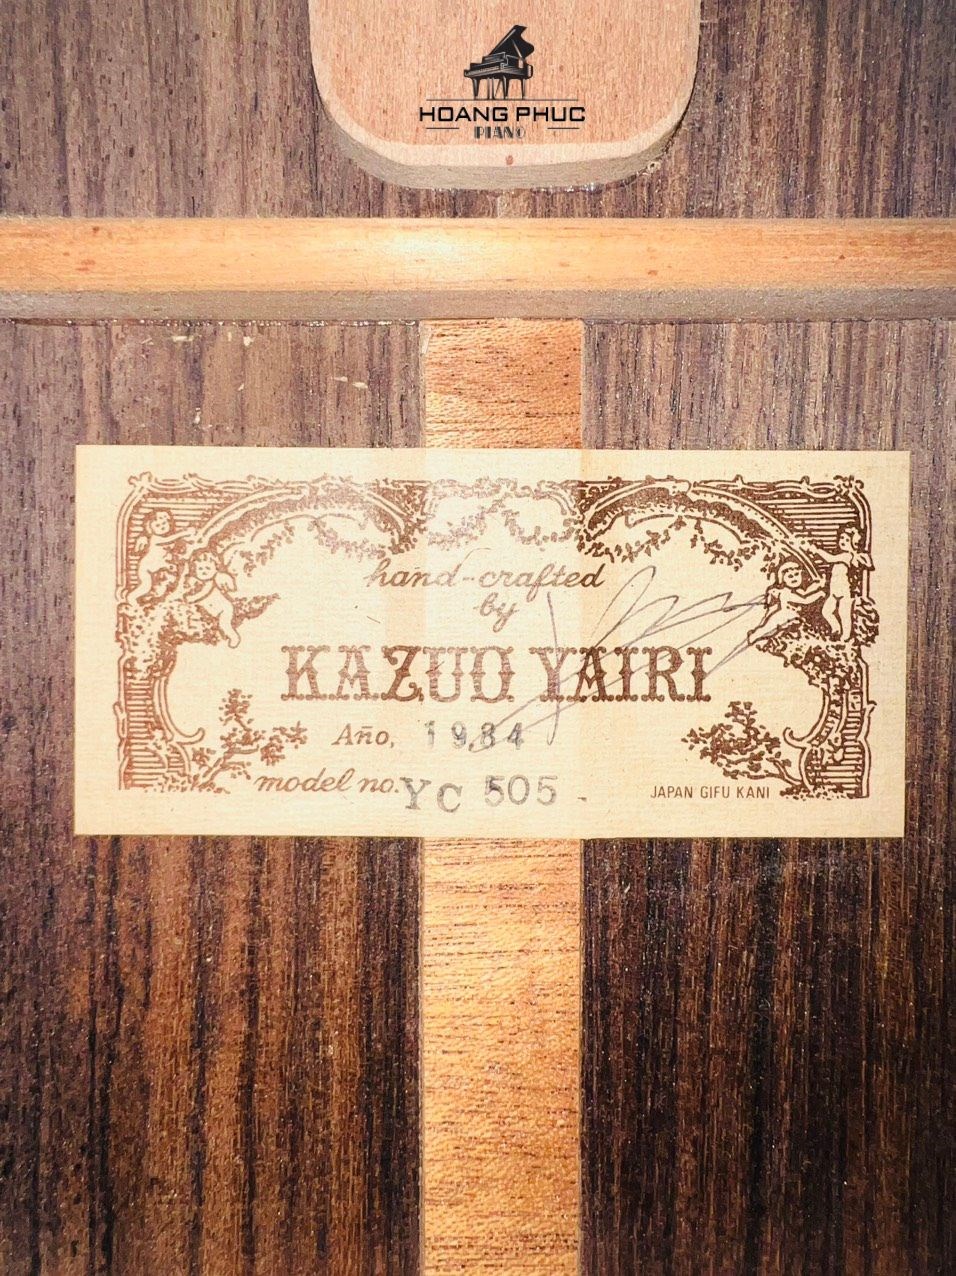 HOANG PHUC
PIANO
hand-crafted
by
KAZUO YAIRI
Año, 1984
model no. YC 505
JAPAN GIFU KANI